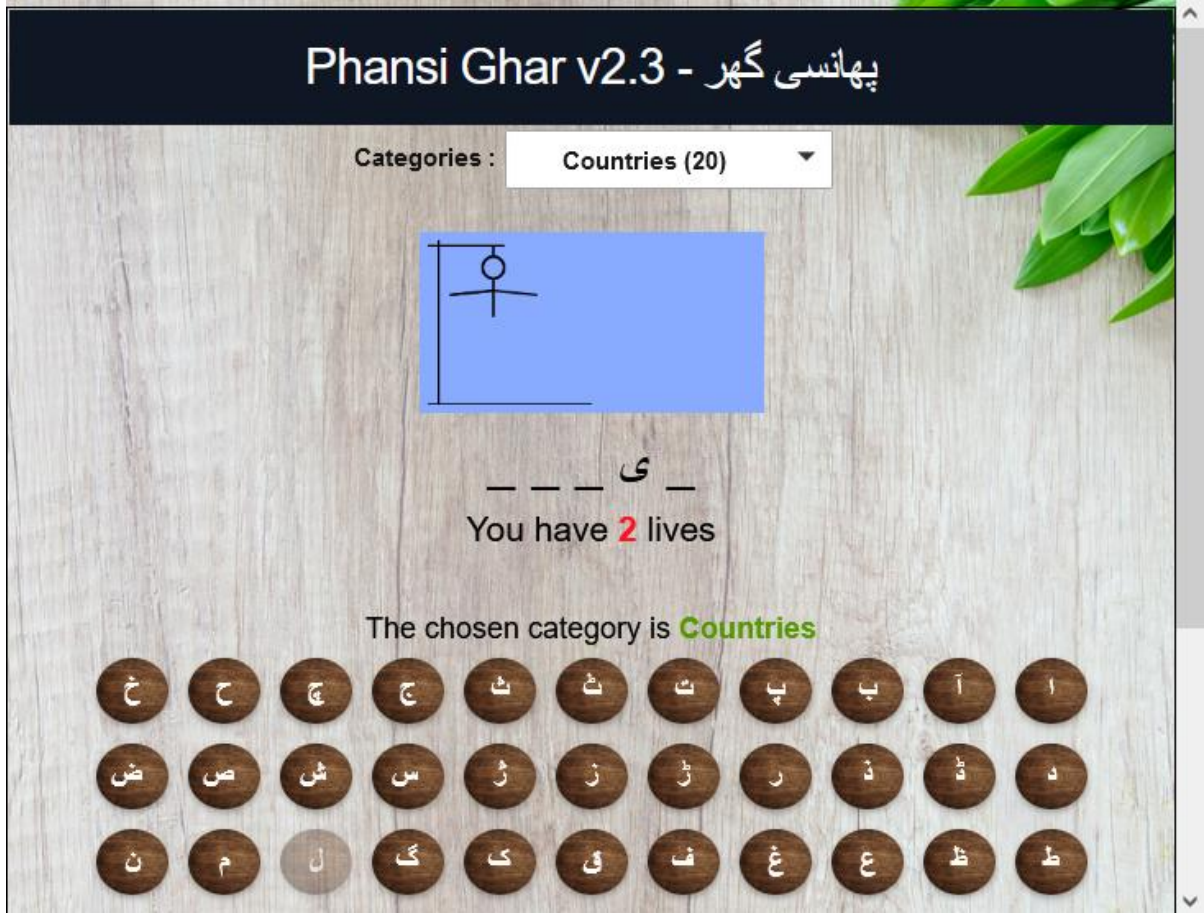 Phansi Ghar v2.3 - پھانسی گھر
Categories : Countries (20)
_ ی _ _ _
You have 2 lives
The chosen category is Countries
ا آ ب پ ت ٹ ث ج چ ح خ
د ڈ ذ ر ڑ ز ژ س ش ص ض
ط ظ ع غ ف ق ک گ ل م ن